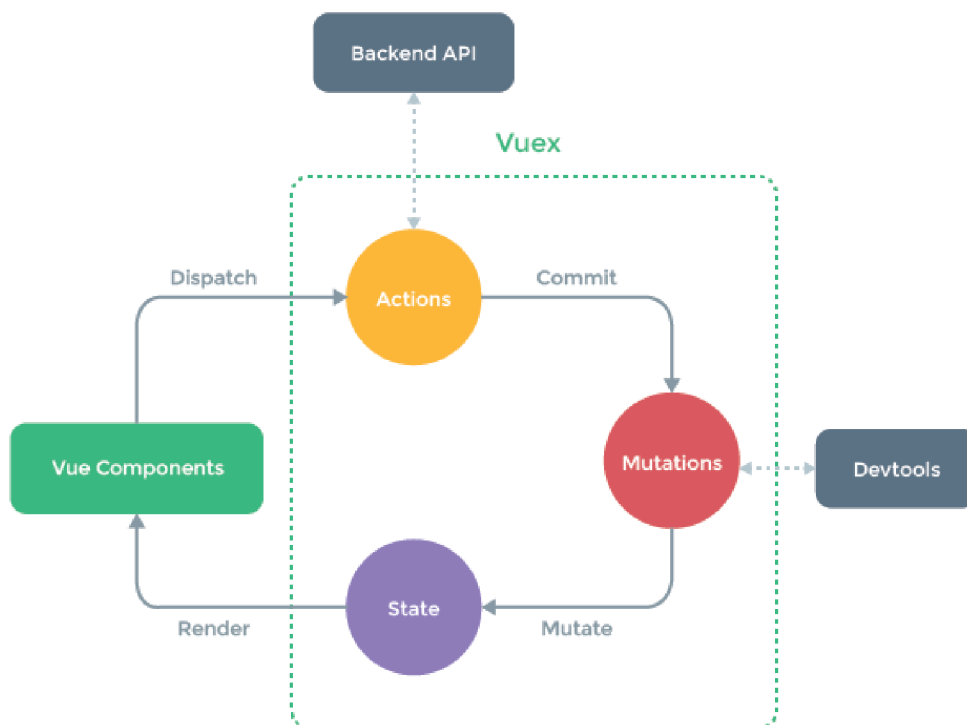 Backend API
Vuex
Dispatch
Commit
Actions
Vue Components
Mutations
Devtools
State
Render
Mutate